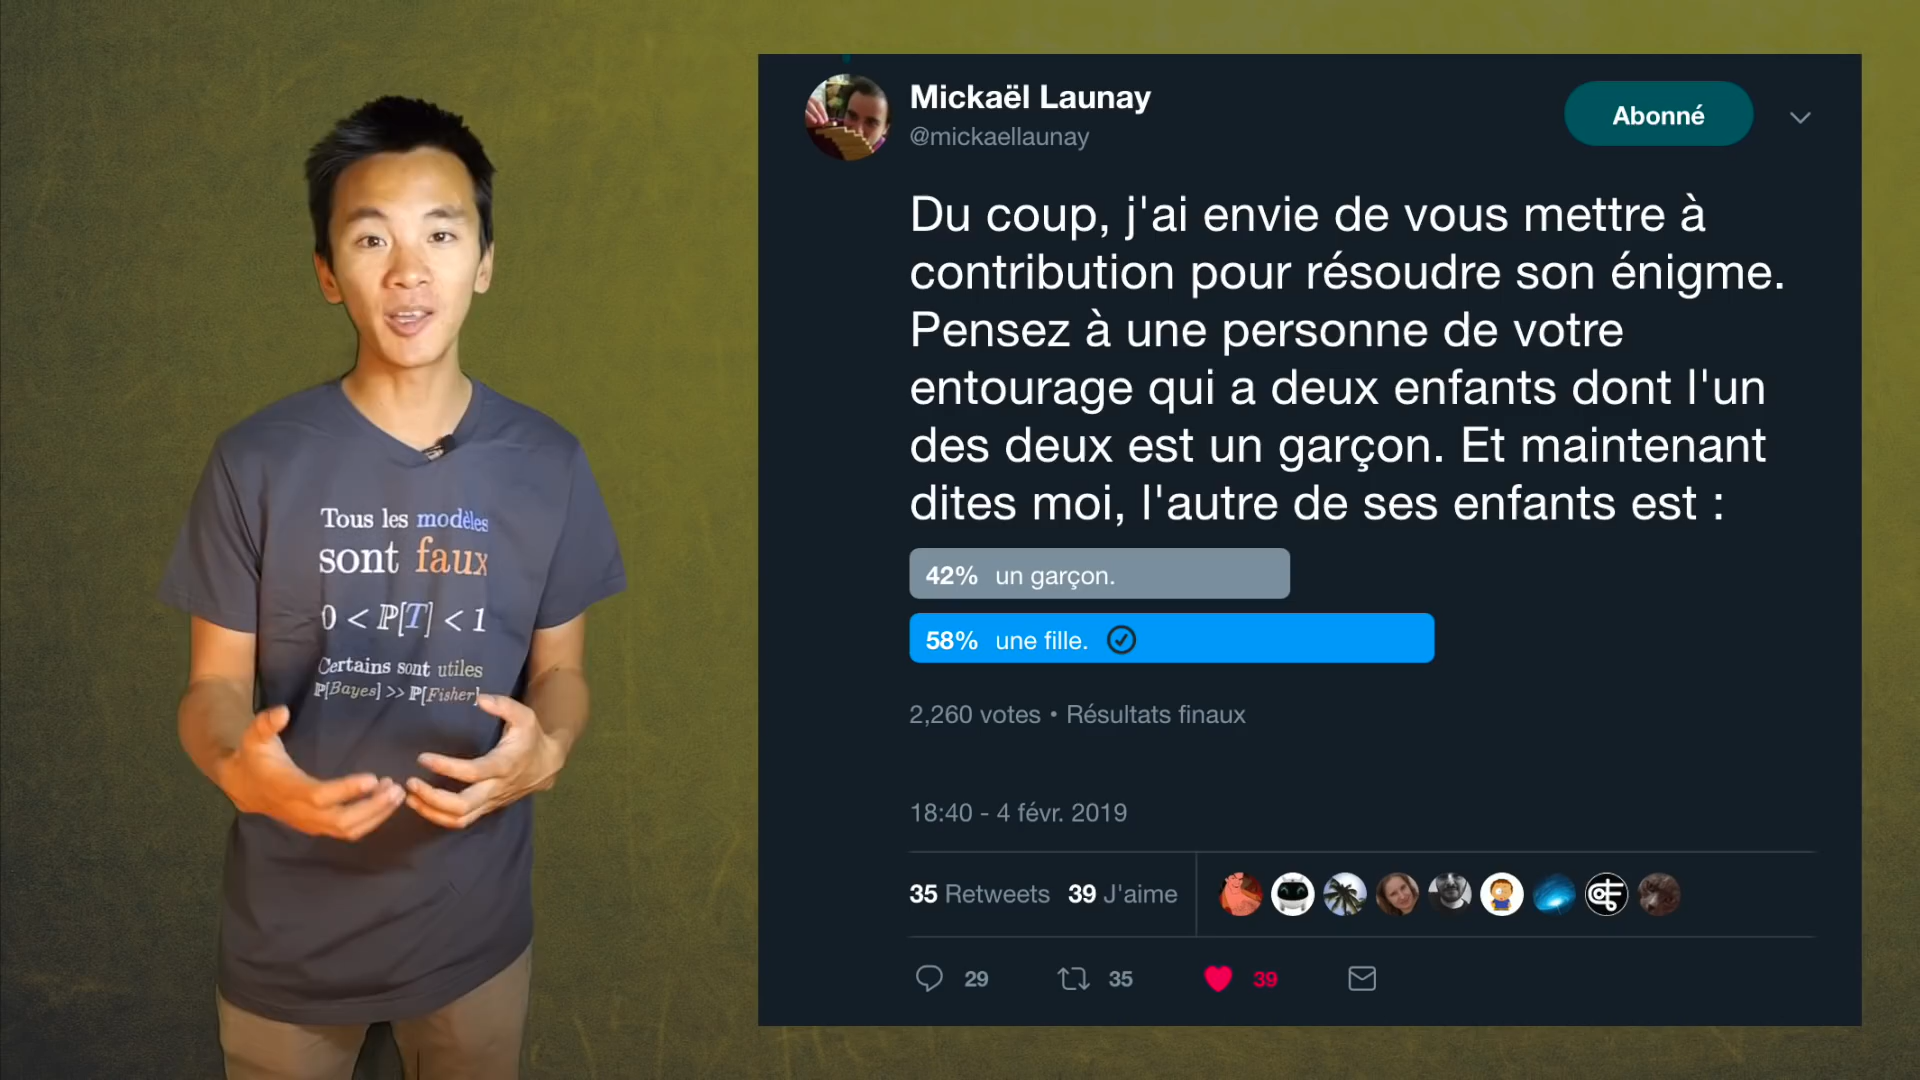 Mickaël Launay
@mickaellaunay
Abonné
Du coup, j'ai envie de vous mettre à
contribution pour résoudre son énigme.
Pensez à une personne de votre
entourage qui a deux enfants dont l'un
des deux est un garçon. Et maintenant
dites moi, l'autre de ses enfants est :
42% un garçon.
58% une fille.
2,260 votes • Résultats finaux
18:40 - 4 févr. 2019
35 Retweets 39 J'aime
29 35 39
Tous les modèles
sont faux
0 < ℙ[T] < 1
Certains sont utiles
ℙ[Bayes] >> ℙ[Fisher]